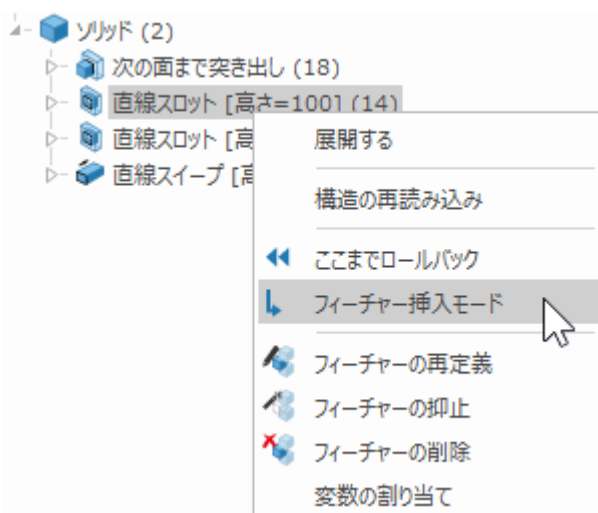 ソリッド (2)
次の面まで突き出し (18)
直線スロット [高さ=100] (14)
直線スロット [高
直線スイープ [高
展開する
構造の再読み込み
ここまでロールバック
フィーチャー挿入モード
フィーチャーの再定義
フィーチャーの抑止
フィーチャーの削除
変数の割り当て